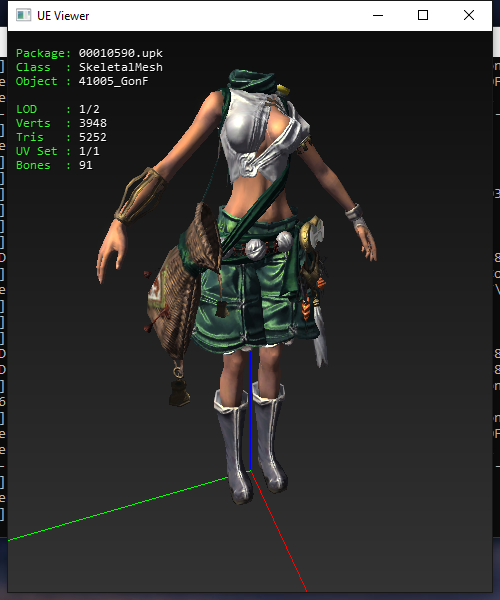 UE Viewer
Package: 00010590.upk
Class  : SkeletalMesh
Object : 41005_GonF
LOD    : 1/2
Verts  : 3948
Tris   : 5252
UV Set : 1/1
Bones  : 91